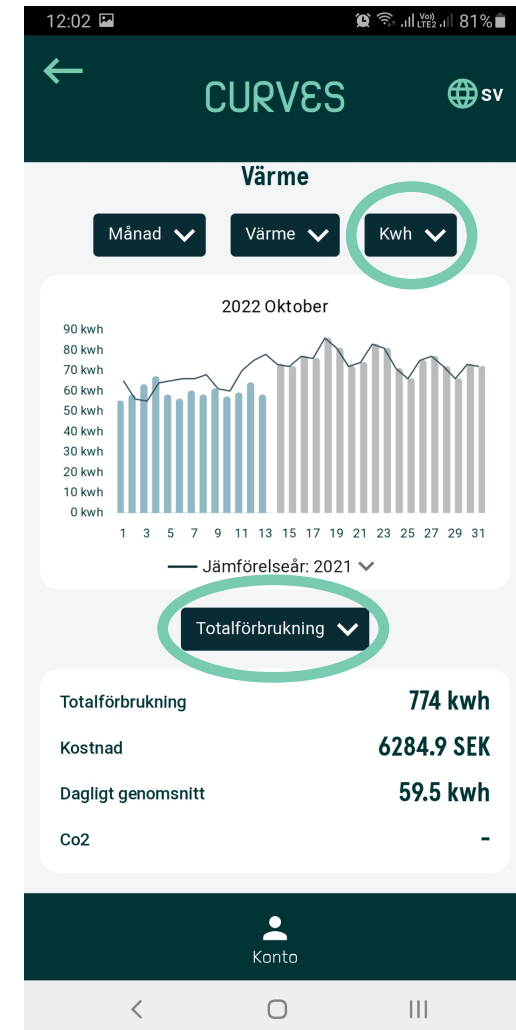 12:02 Vo)) LTE2 81%
CURVES
SV
Värme
Månad Värme Kwh
2022 Oktober
90 kwh
80 kwh
70 kwh
60 kwh
50 kwh
40 kwh
30 kwh
20 kwh
10 kwh
0 kwh
1 3 5 7 9 11 13 15 17 19 21 23 25 27 29 31
Jämförelseår: 2021
Totalförbrukning
Totalförbrukning 774 kwh
Kostnad 6284.9 SEK
Dagligt genomsnitt 59.5 kwh
Co2 -
Konto